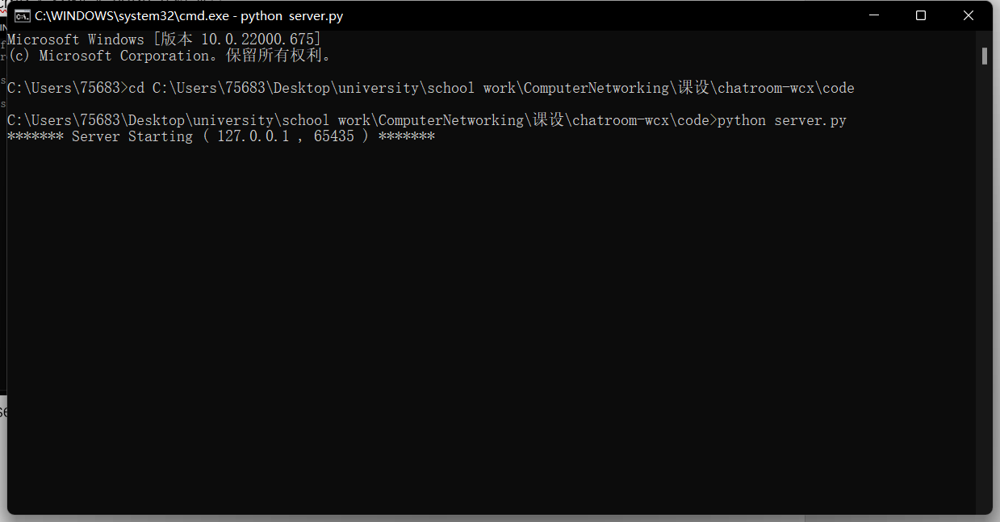 C:\WINDOWS\system32\cmd.exe - python  server.py
Microsoft Windows [版本 10.0.22000.675]
(c) Microsoft Corporation。保留所有权利。
C:\Users\75683>cd C:\Users\75683\Desktop\university\school work\ComputerNetworking\课设\chatroom-wcx\code
C:\Users\75683\Desktop\university\school work\ComputerNetworking\课设\chatroom-wcx\code>python server.py
******* Server Starting ( 127.0.0.1 , 65435 ) *******